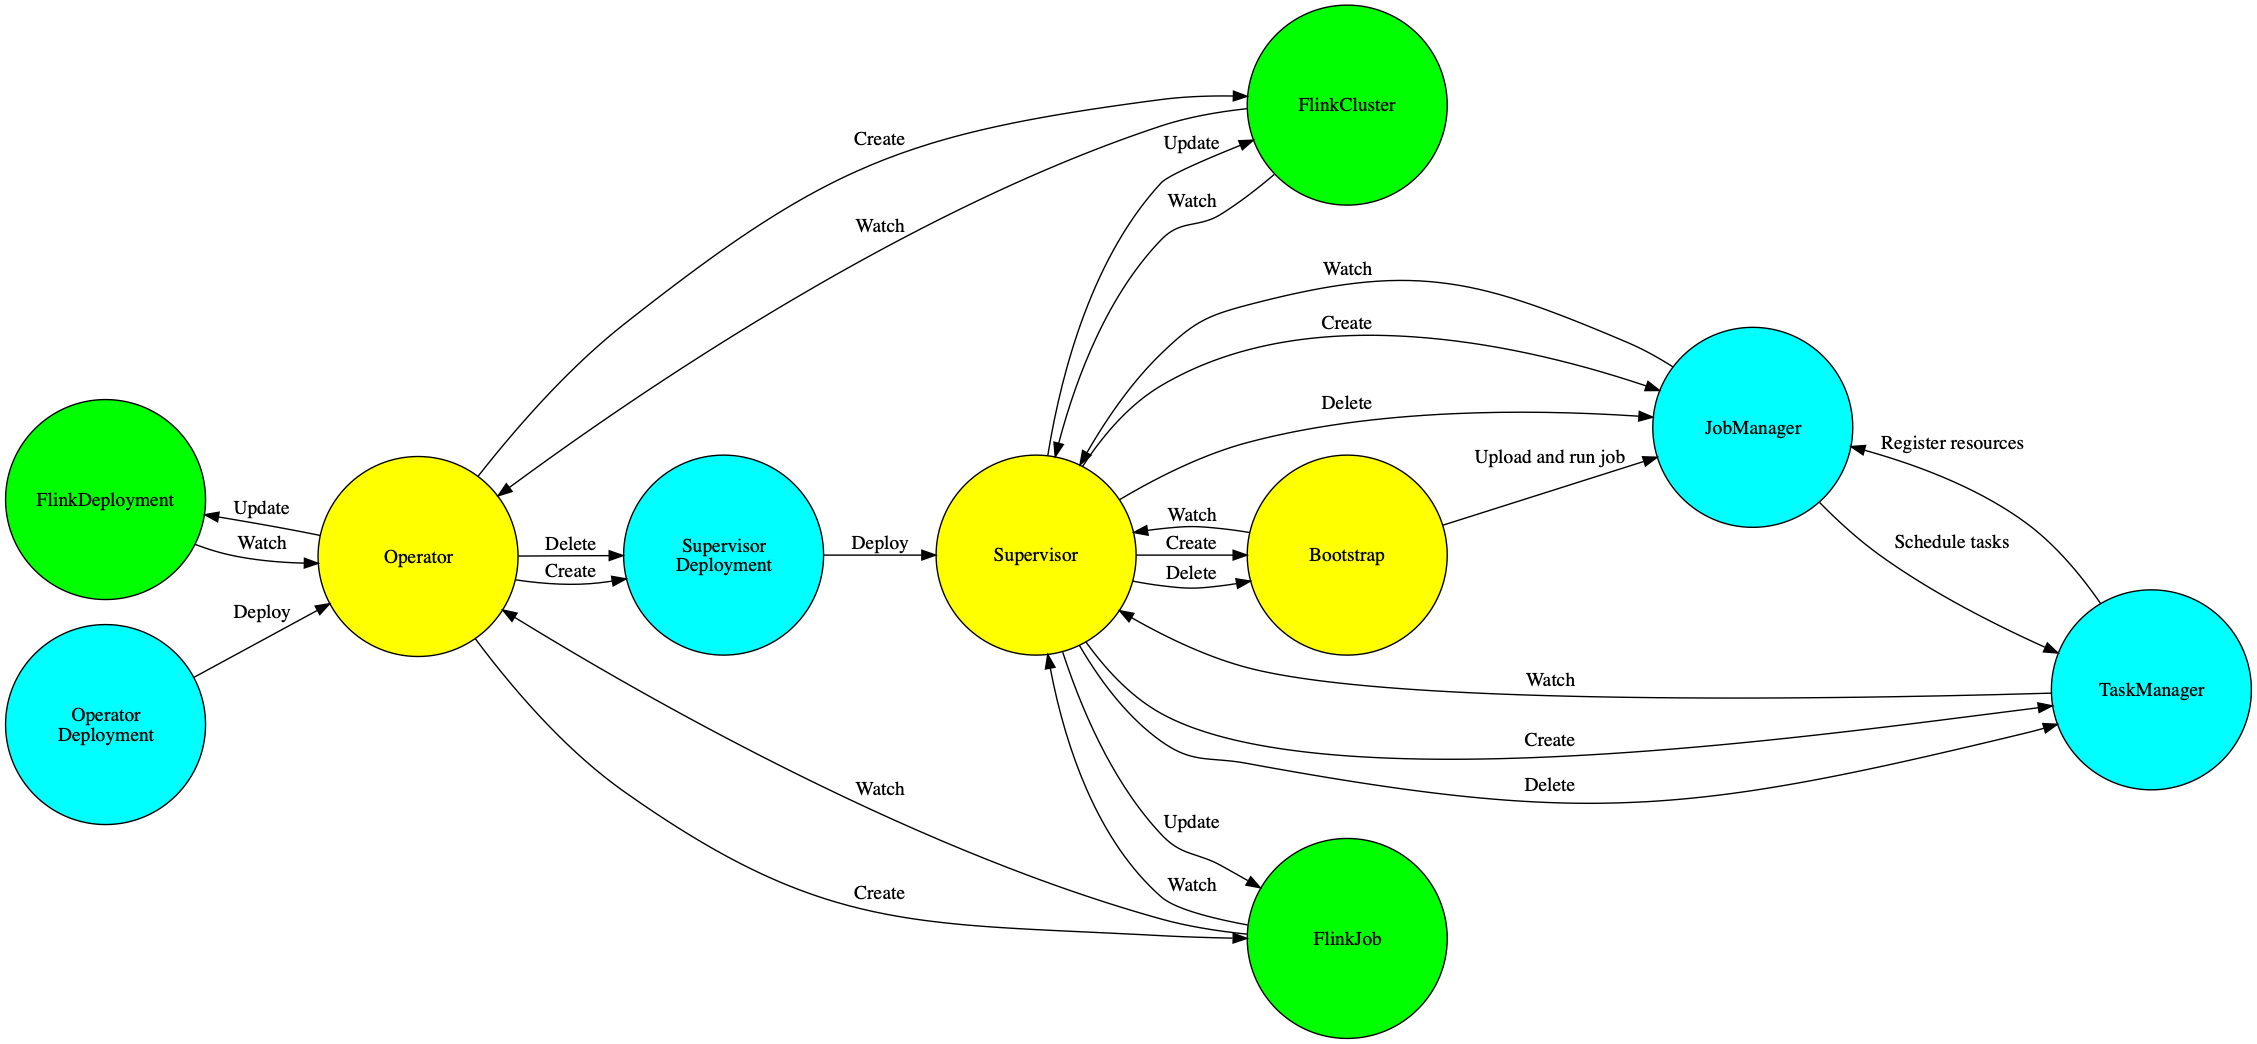 FlinkCluster
Create
Update
Watch
Watch
Watch
Create
Delete
JobManager
Register resources
Upload and run job
FlinkDeployment
Update
Watch
Operator
Delete
Create
Supervisor
Deployment
Deploy
Supervisor
Watch
Create
Delete
Bootstrap
Schedule tasks
Deploy
Operator
Deployment
Watch
TaskManager
Create
Delete
Watch
Update
Create
Watch
FlinkJob